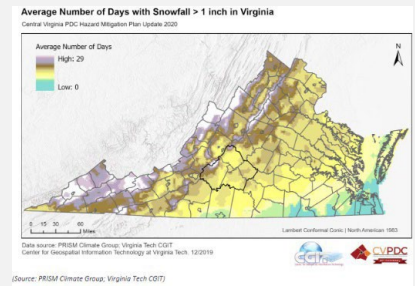 Average Number of Days with Snowfall > 1 inch in Virginia
Central Virginia PDC Hazard Mitigation Plan Update 2020
Average Number of Days
High: 29
Low: 0
N
0 15 30 60
Miles
Lambert Conformal Conic | North American 1983
Data source: PRISM Climate Group; Virginia Tech CGIT
Center for Geospatial Information Technology at Virginia Tech. 12/2019
CGIT
CVPDC
(Source: PRISM Climate Group; Virginia Tech CGIT)